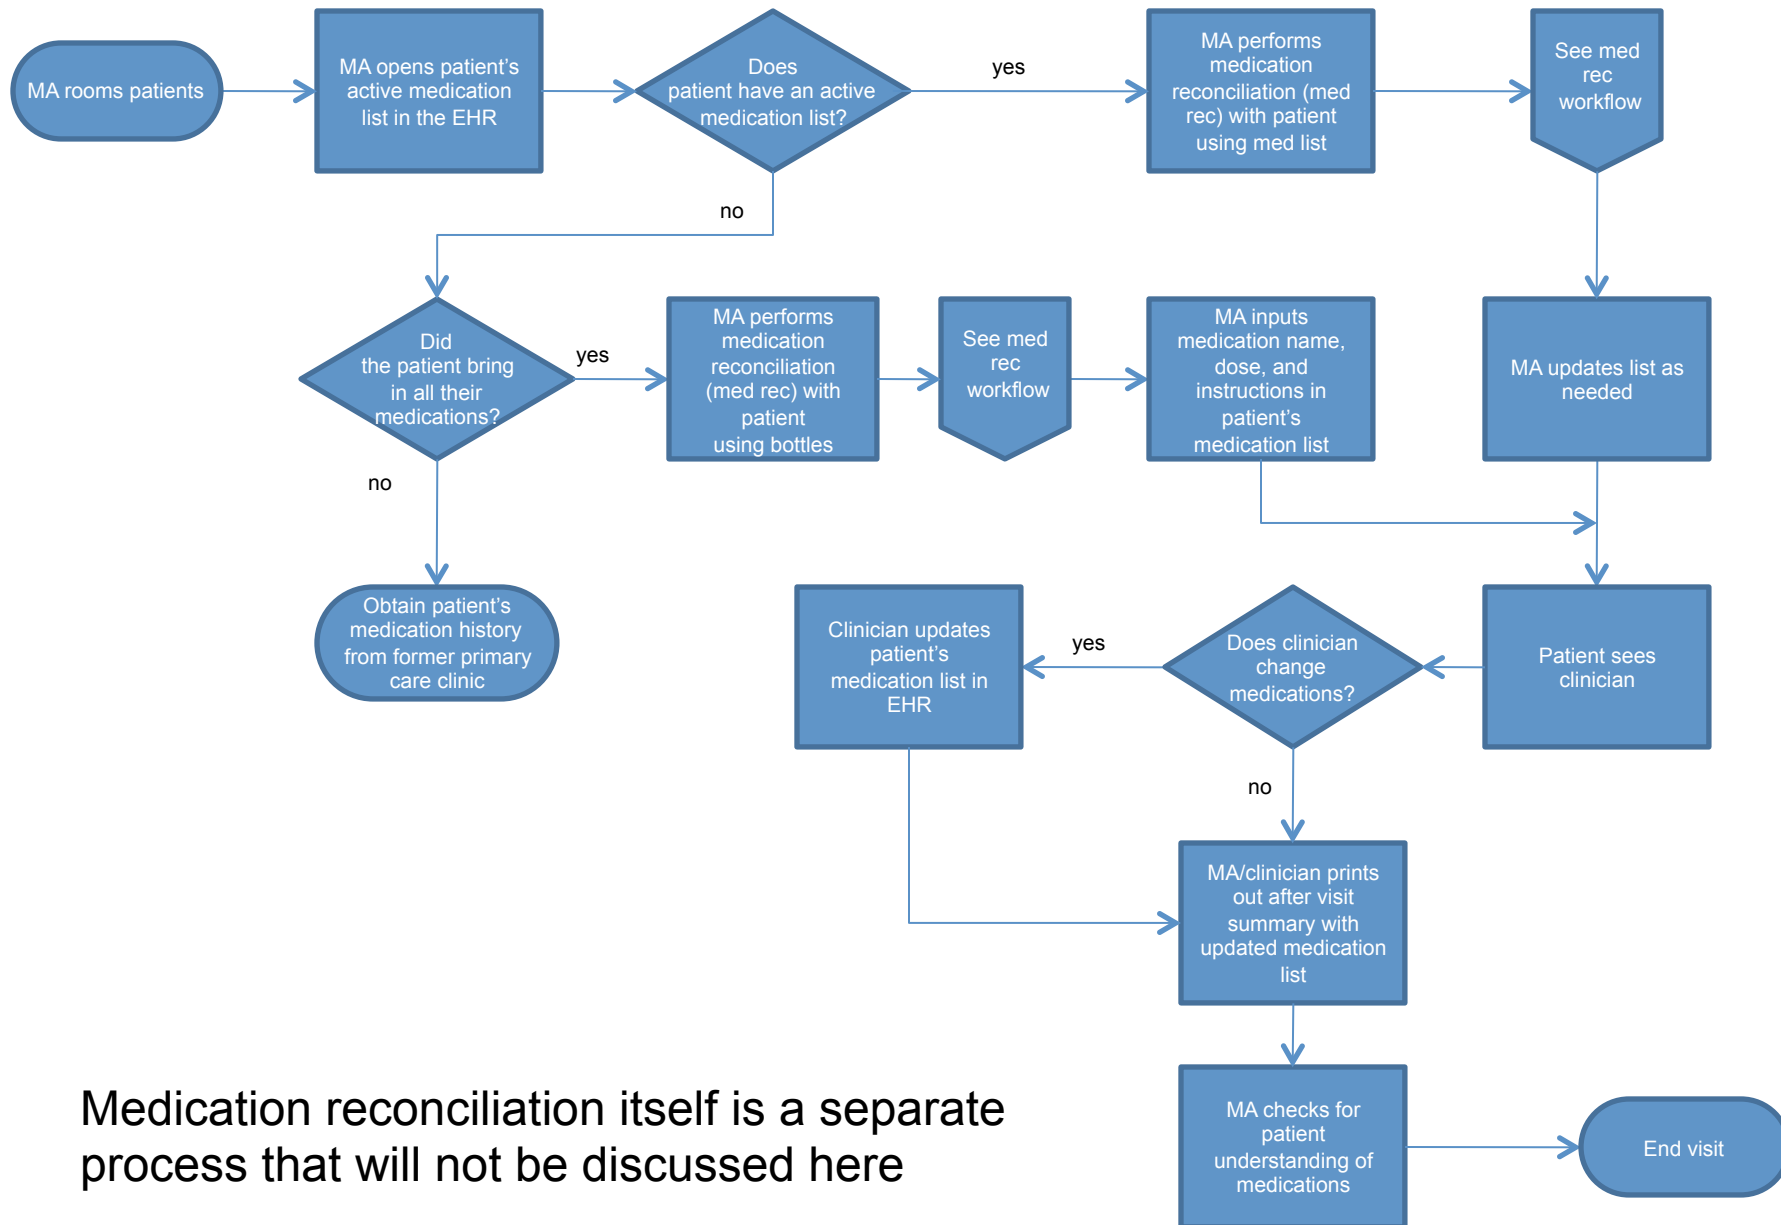 MA rooms patients
MA opens patient’s
active medication
list in the EHR
Does
patient have an active
medication list?
yes
MA performs
medication
reconciliation (med
rec) with patient
using med list
See med
rec
workflow
no
Did
the patient bring
in all their
medications?
yes
MA performs
medication
reconciliation
(med rec) with
patient
using bottles
See med
rec
workflow
MA inputs
medication name,
dose, and
instructions in
patient’s
medication list
MA updates list as
needed
no
Obtain patient’s
medication history
from former primary
care clinic
Clinician updates
patient’s
medication list in
EHR
yes
Does clinician
change
medications?
Patient sees
clinician
no
MA/clinician prints
out after visit
summary with
updated medication
list
MA checks for
patient
understanding of
medications
End visit
Medication reconciliation itself is a separate
process that will not be discussed here